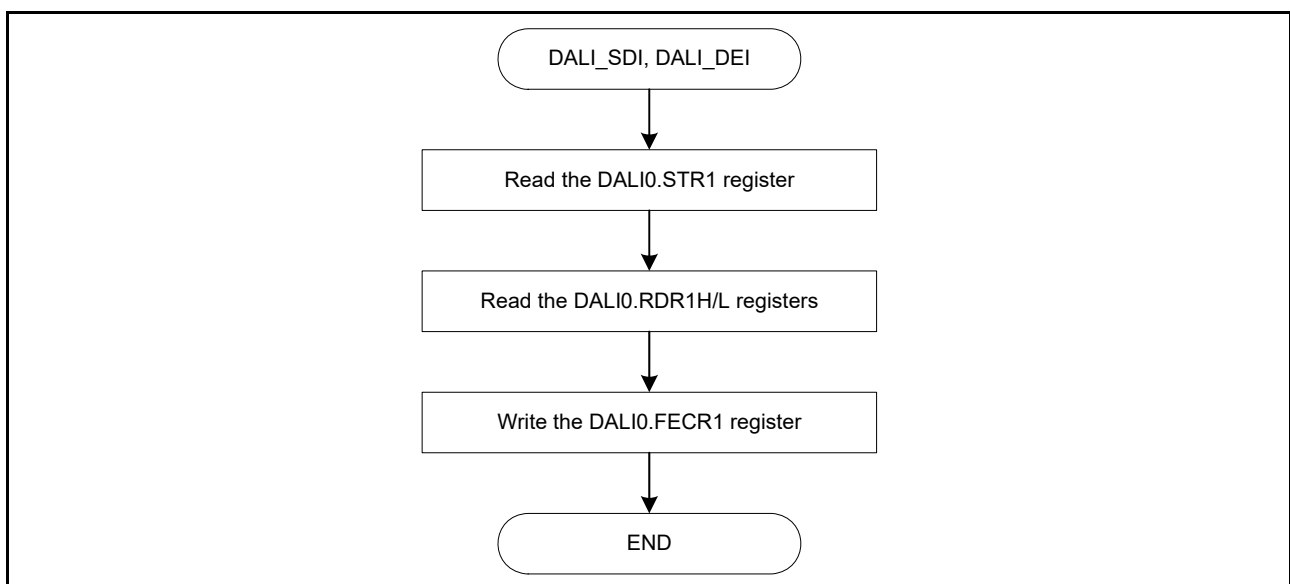 DALI_SDI, DALI_DEI
Read the DALI0.STR1 register
Read the DALI0.RDR1H/L registers
Write the DALI0.FECR1 register
END